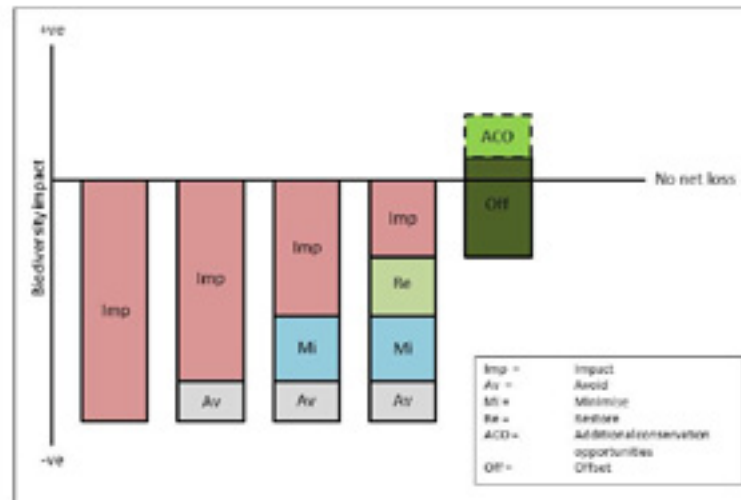 +ve
Biodiversity impact
-ve
No net loss
Imp
Imp
Av
Imp
Mi
Av
Imp
Re
Mi
Av
ACO
Off
Imp = Impact
Av = Avoid
Mi = Minimise
Re = Restore
ACO = Additional conservation
opportunities
Off = Offset